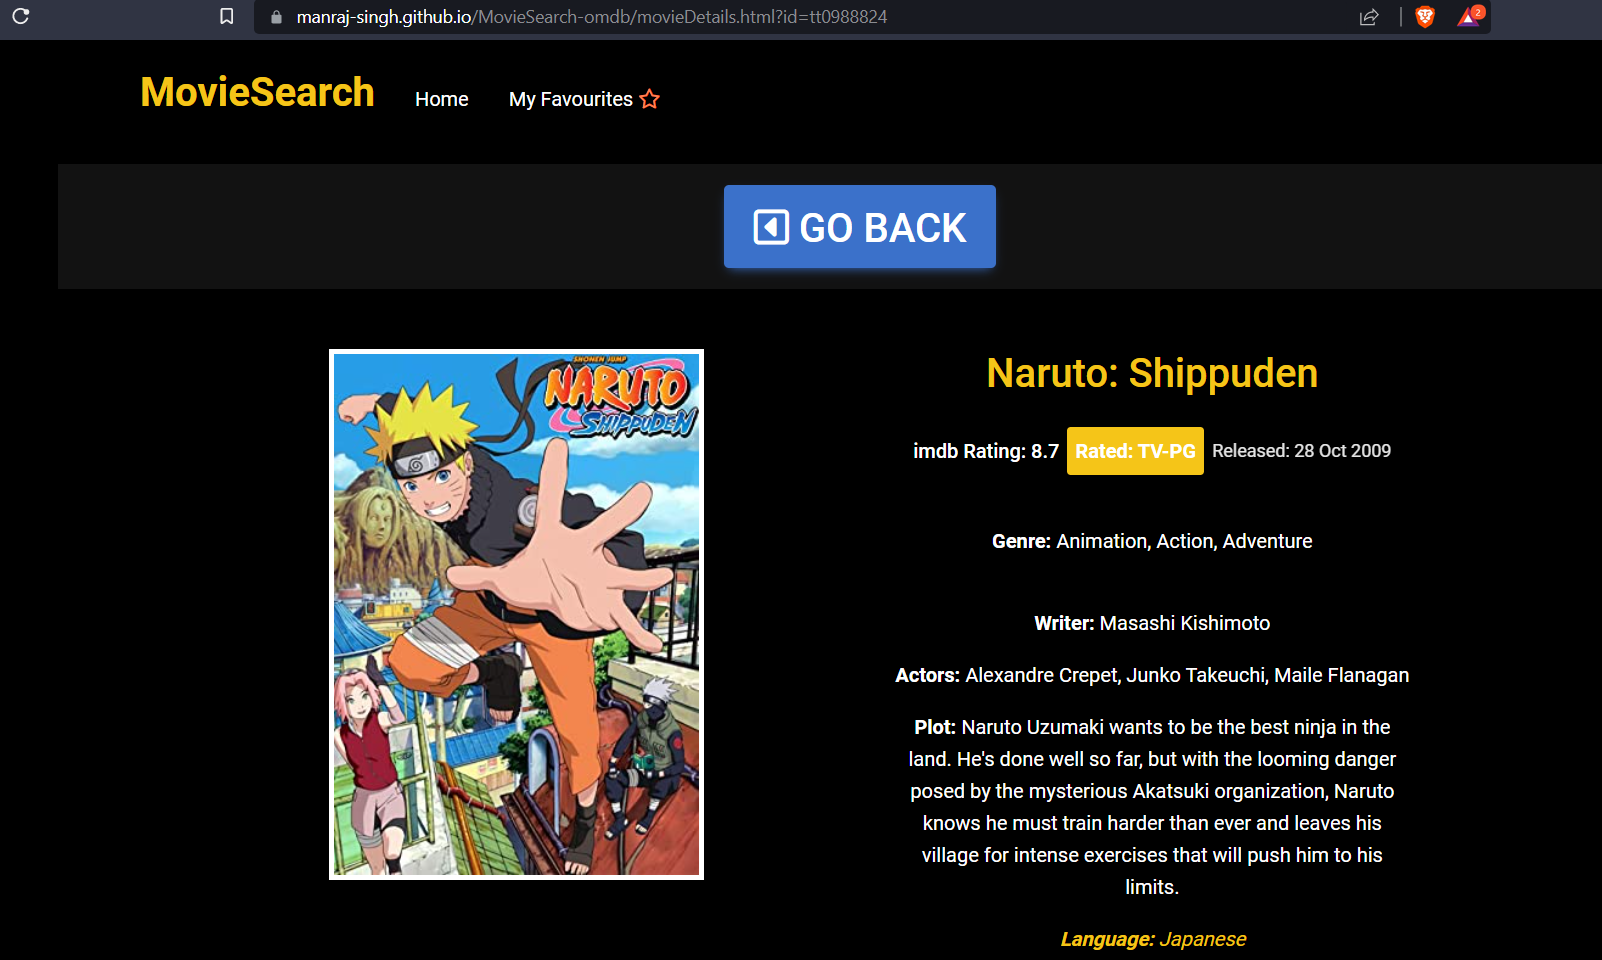 manraj-singh.github.io/MovieSearch-omdb/movieDetails.html?id=tt0988824
2
MovieSearch
Home
My Favourites
GO BACK
SHONEN JUMP
NARUTO
SHIPPUDEN
Naruto: Shippuden
imdb Rating: 8.7 Rated: TV-PG Released: 28 Oct 2009
Genre: Animation, Action, Adventure
Writer: Masashi Kishimoto
Actors: Alexandre Crepet, Junko Takeuchi, Maile Flanagan
Plot: Naruto Uzumaki wants to be the best ninja in the
land. He's done well so far, but with the looming danger
posed by the mysterious Akatsuki organization, Naruto
knows he must train harder than ever and leaves his
village for intense exercises that will push him to his
limits.
Language: Japanese